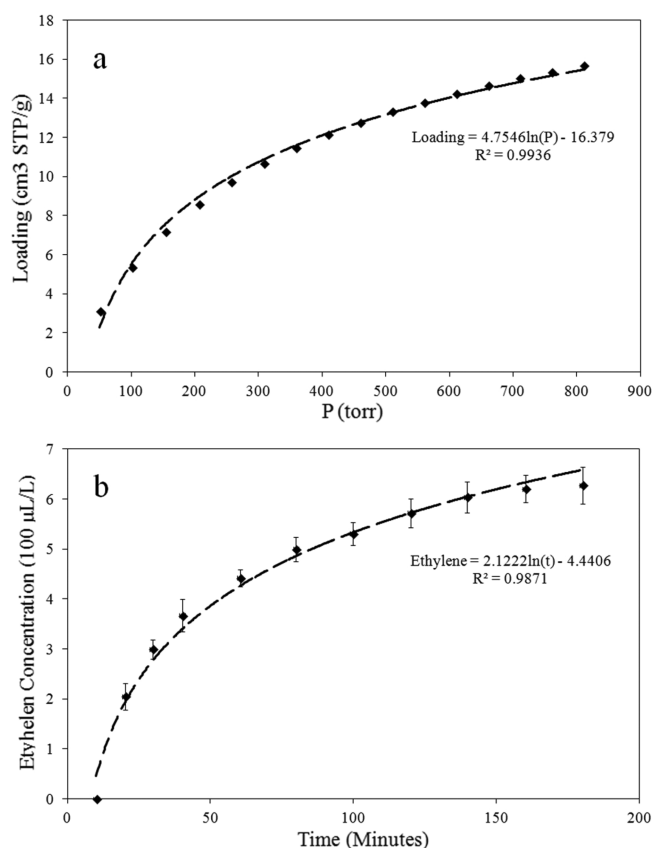 a
Loading (cm3 STP/g)
18
16
14
12
10
8
6
4
2
0
Loading = 4.7546ln(P) - 16.379
R² = 0.9936
0 100 200 300 400 500 600 700 800 900
P (torr)
b
Etyhelen Concentration (100 µL/L)
7
6
5
4
3
2
1
0
Ethylene = 2.1222ln(t) - 4.4406
R² = 0.9871
0 50 100 150 200
Time (Minutes)